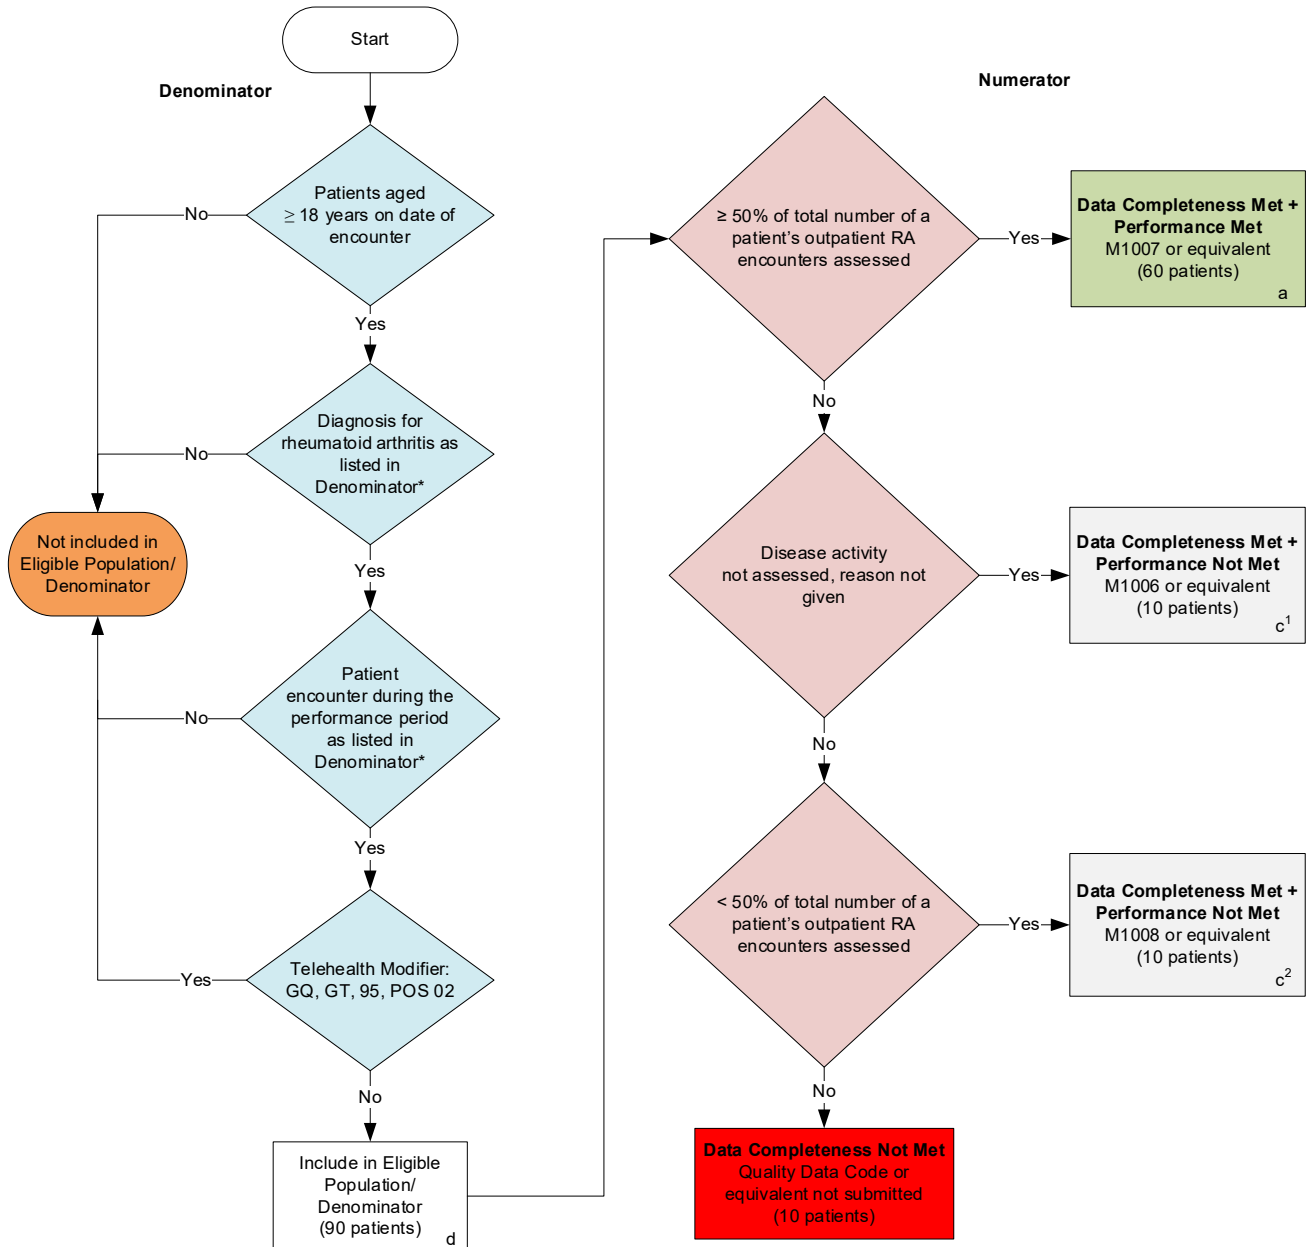 Start
Denominator
Patients aged
≥ 18 years on date of
encounter
No
Yes
Diagnosis for
rheumatoid arthritis as
listed in
Denominator*
No
Yes
Not included in
Eligible Population/
Denominator
Patient
encounter during the
performance period
as listed in
Denominator*
No
Yes
Telehealth Modifier:
GQ, GT, 95, POS 02
Yes
No
Include in Eligible
Population/
Denominator
(90 patients)
d
Numerator
≥ 50% of total number of a
patient’s outpatient RA
encounters assessed
Yes
Data Completeness Met +
Performance Met
M1007 or equivalent
(60 patients)
a
No
Disease activity
not assessed, reason not
given
Yes
Data Completeness Met +
Performance Not Met
M1006 or equivalent
(10 patients)
c¹
No
< 50% of total number of a
patient’s outpatient RA
encounters assessed
Yes
Data Completeness Met +
Performance Not Met
M1008 or equivalent
(10 patients)
c²
No
Data Completeness Not Met
Quality Data Code or
equivalent not submitted
(10 patients)